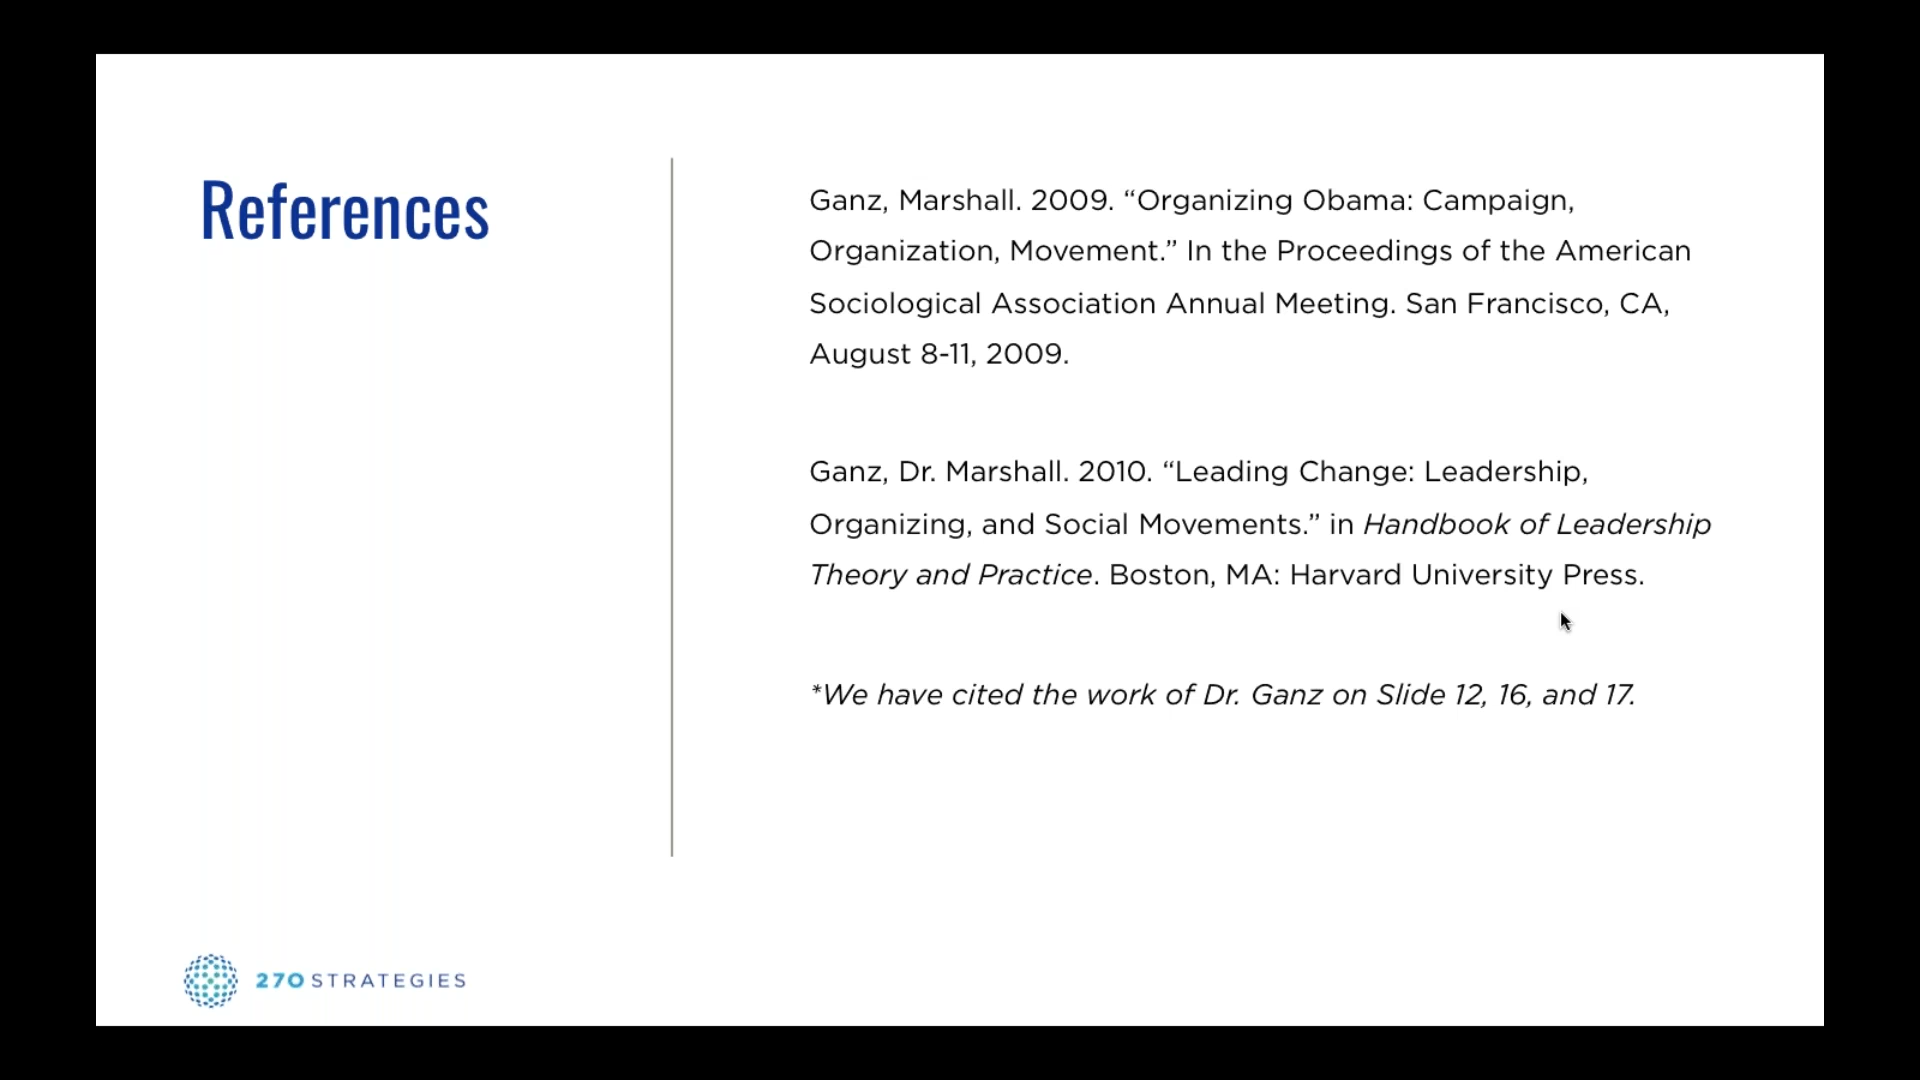 References
Ganz, Marshall. 2009. “Organizing Obama: Campaign,
Organization, Movement.” In the Proceedings of the American
Sociological Association Annual Meeting. San Francisco, CA,
August 8-11, 2009.
Ganz, Dr. Marshall. 2010. “Leading Change: Leadership,
Organizing, and Social Movements.” in Handbook of Leadership
Theory and Practice. Boston, MA: Harvard University Press.
*We have cited the work of Dr. Ganz on Slide 12, 16, and 17.
270 STRATEGIES